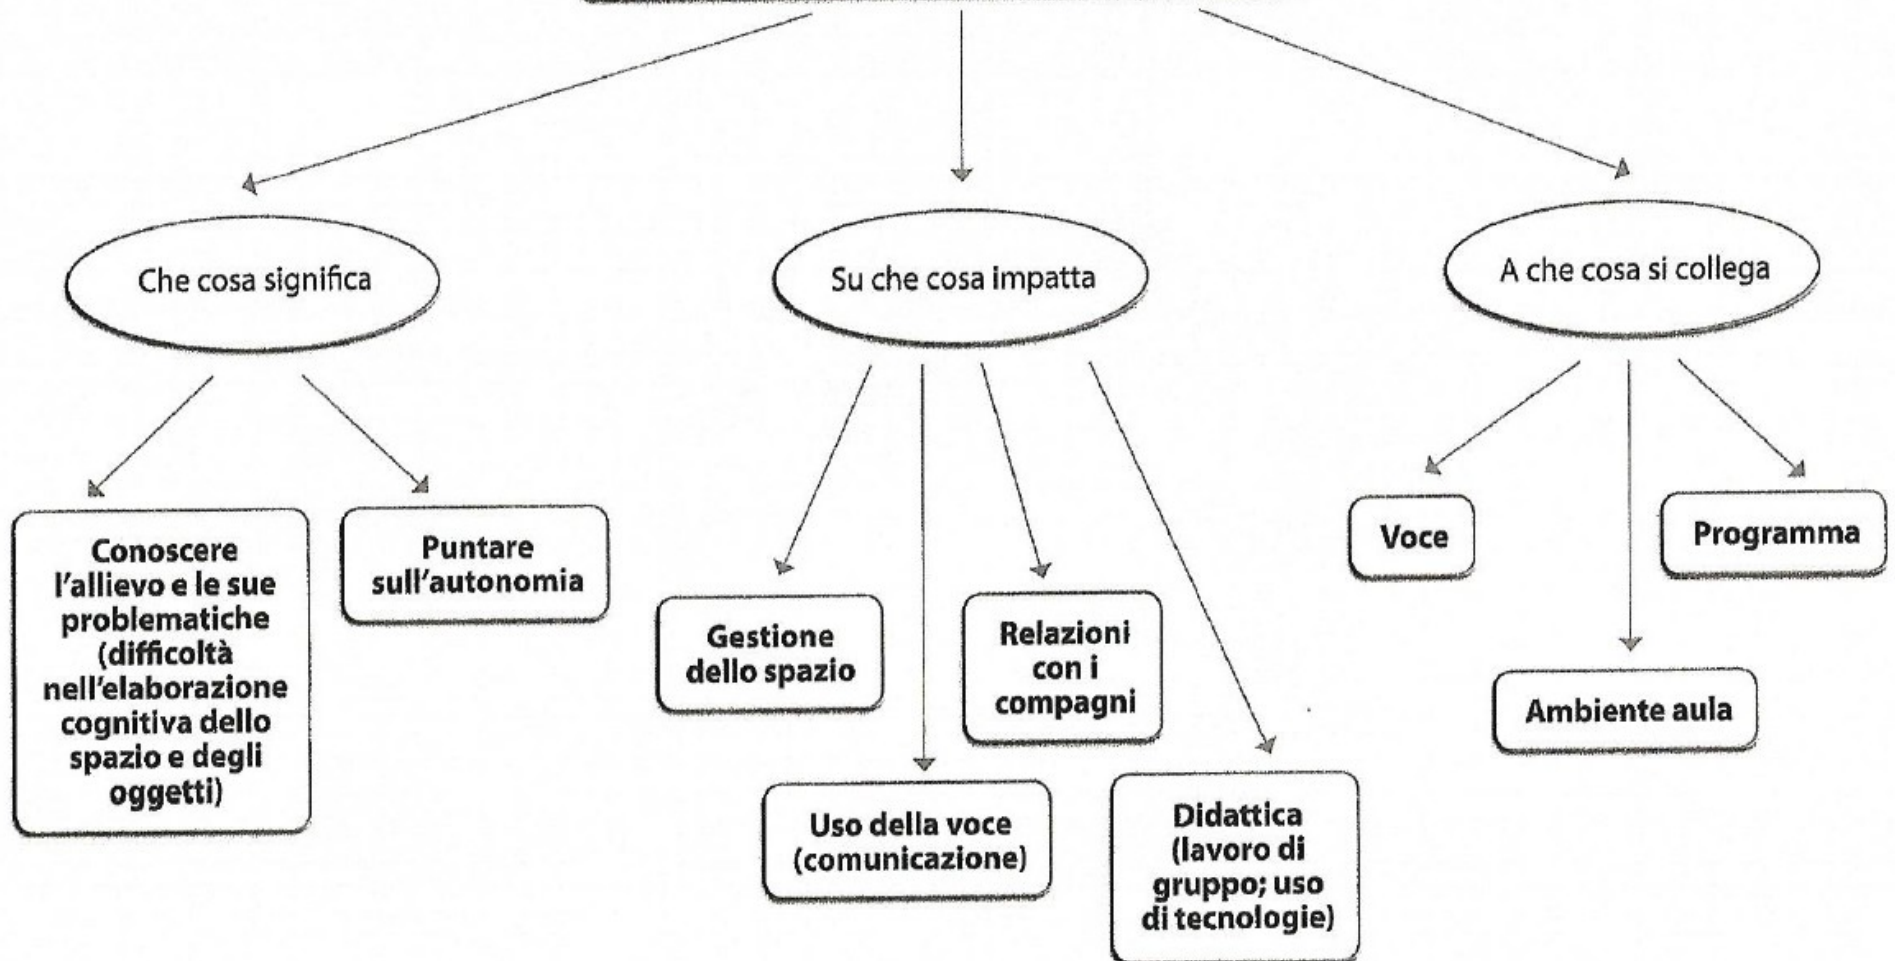 Che cosa significa
Su che cosa impatta
A che cosa si collega
Conoscere
l'allievo e le sue
problematiche
(difficoltà
nell'elaborazione
cognitiva dello
spazio e degli
oggetti)
Puntare
sull'autonomia
Gestione
dello spazio
Uso della voce
(comunicazione)
Relazioni
con i
compagni
Didattica
(lavoro di
gruppo; uso
di tecnologie)
Voce
Ambiente aula
Programma